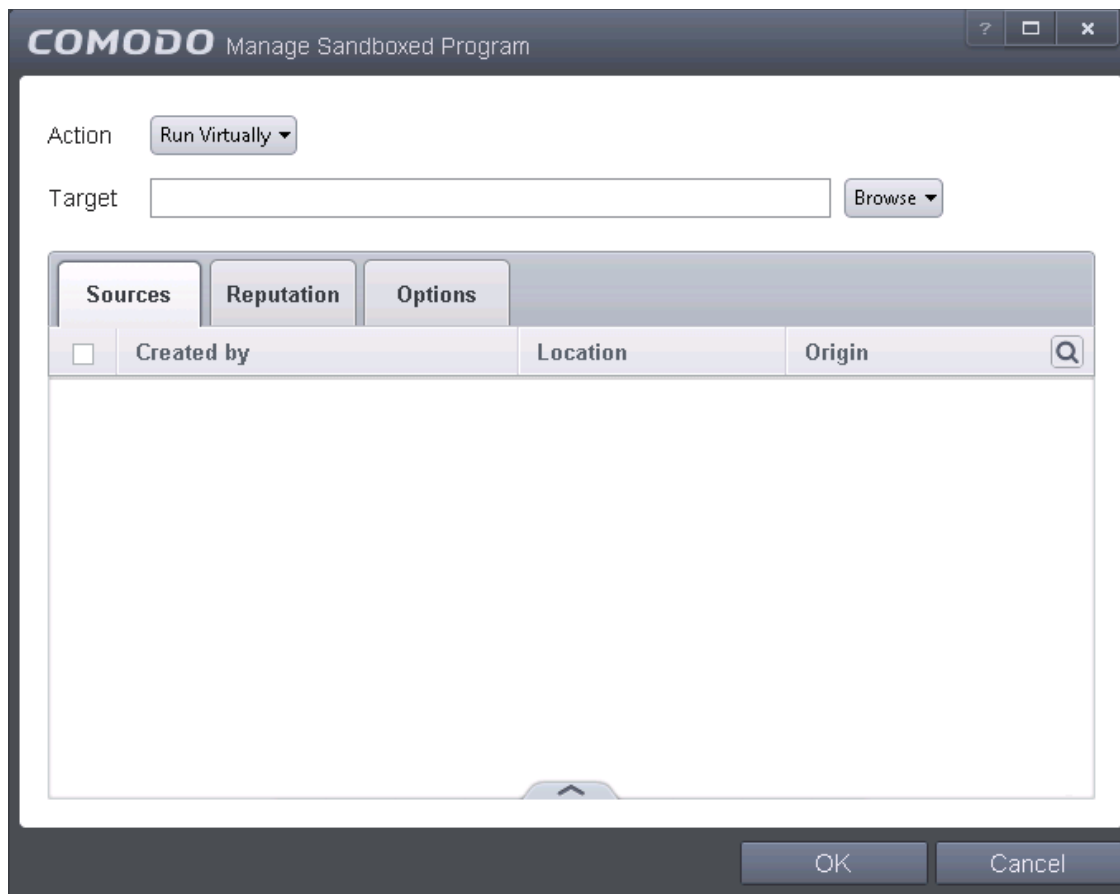 COMODO Manage Sandboxed Program
?
Action Run Virtually
Target Browse
Sources Reputation Options
Created by Location Origin
OK Cancel